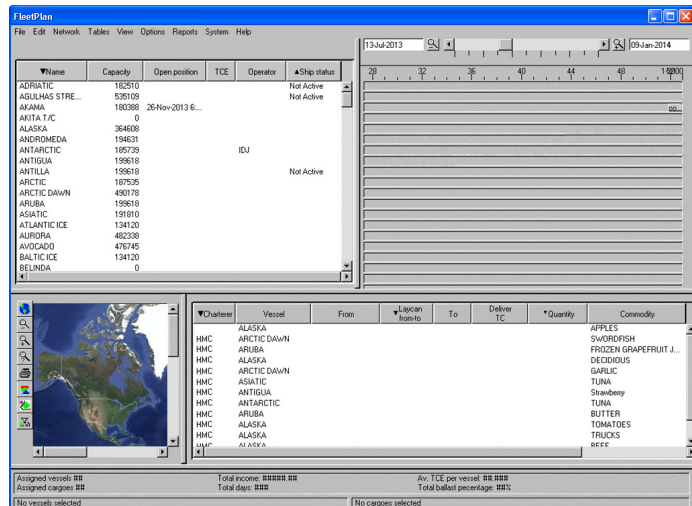 FleetPlan
File Edit Network Tables View Options Reports System Help
13-Jul-2013 09-Jan-2014
▼Name Capacity Open position TCE Operator ▲Ship status
28 32 36 40 44 48
ADRIATIC 182510 Not Active
AGULHAS STRE... 535109 Not Active
AKAMA 180388 26-Nov-2013 6:...
AKITA T/C 0
ALASKA 364608
ANDROMEDA 194631
ANTARCTIC 185739 IDJ
ANTIGUA 199618
ANTILLA 199618 Not Active
ARCTIC 187535
ARCTIC DAWN 490178
ARUBA 199618
ASIATIC 191810
ATLANTIC ICE 134120
AURORA 482338
AVOCADO 476745
BALTIC ICE 134120
BELINDA 0
▼Charterer Vessel From ▼Laycan from-to To Deliver TC ▼Quantity Commodity
ALASKA APPLES
HMC ARCTIC DAWN SWORDFISH
HMC ARUBA FROZEN GRAPEFRUIT J...
HMC ALASKA DECIDIOUS
HMC ARCTIC DAWN GARLIC
HMC ASIATIC TUNA
HMC ANTIGUA Strawberry
HMC ANTARCTIC TUNA
HMC ARUBA BUTTER
HMC ALASKA TOMATOES
HMC ALASKA TRUCKS
HMC ALASKA BEEF
Assigned vessels ## Total income: #####.## Av. TCE per vessel: ##,###
Assigned cargoes ## Total days: ### Total ballast pecentage: ##%
No vessels selected No cargoes selected